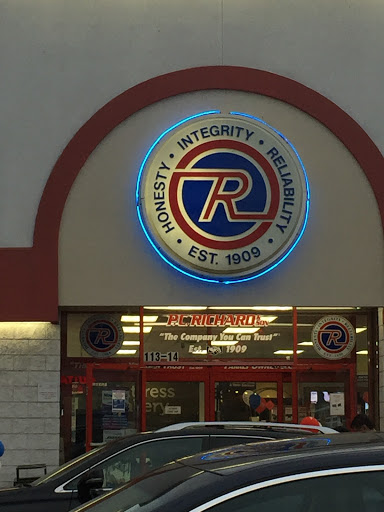 HONESTY · INTEGRITY · RELIABILITY
· EST. 1909 ·
R
P.C. RICHARD & SON
"The Company You Can Trust"
Est. 1909
113-14